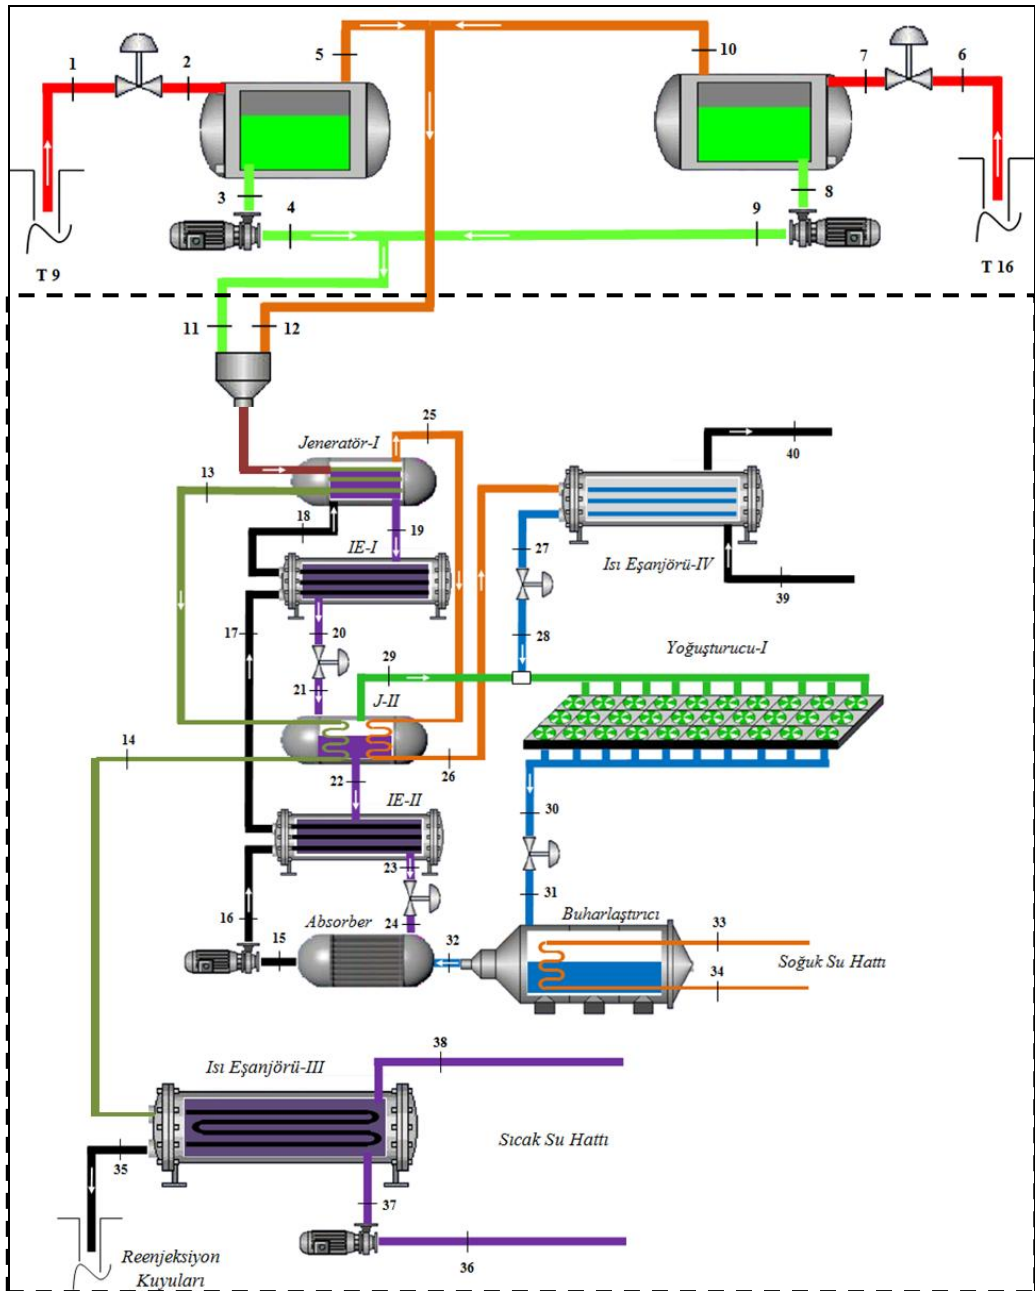 1
2
5
10
7
6
3
4
9
8
T 9
T 16
11
12
Jeneratör-I
25
40
13
18
19
IE-I
27
Isı Eşanjörü-IV
39
17
20
28
Yoğuşturucu-I
29
21
J-II
14
22
26
IE-II
30
23
31
16
Absorber
24
Buharlaştırıcı
15
32
33
Soğuk Su Hattı
34
38
Isı Eşanjörü-III
Sıcak Su Hattı
35
37
36
Reenjeksiyon
Kuyuları